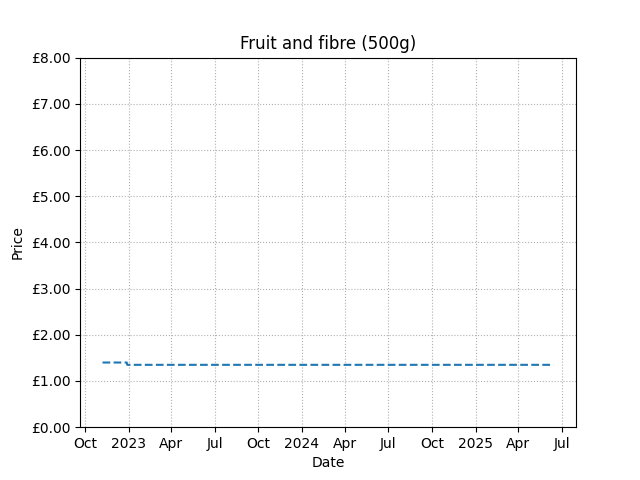 Fruit and fibre (500g)
£8.00
£7.00
£6.00
£5.00
£4.00
£3.00
£2.00
£1.00
£0.00
Price
Oct 2023 Apr Jul Oct 2024 Apr Jul Oct 2025 Apr Jul
Date